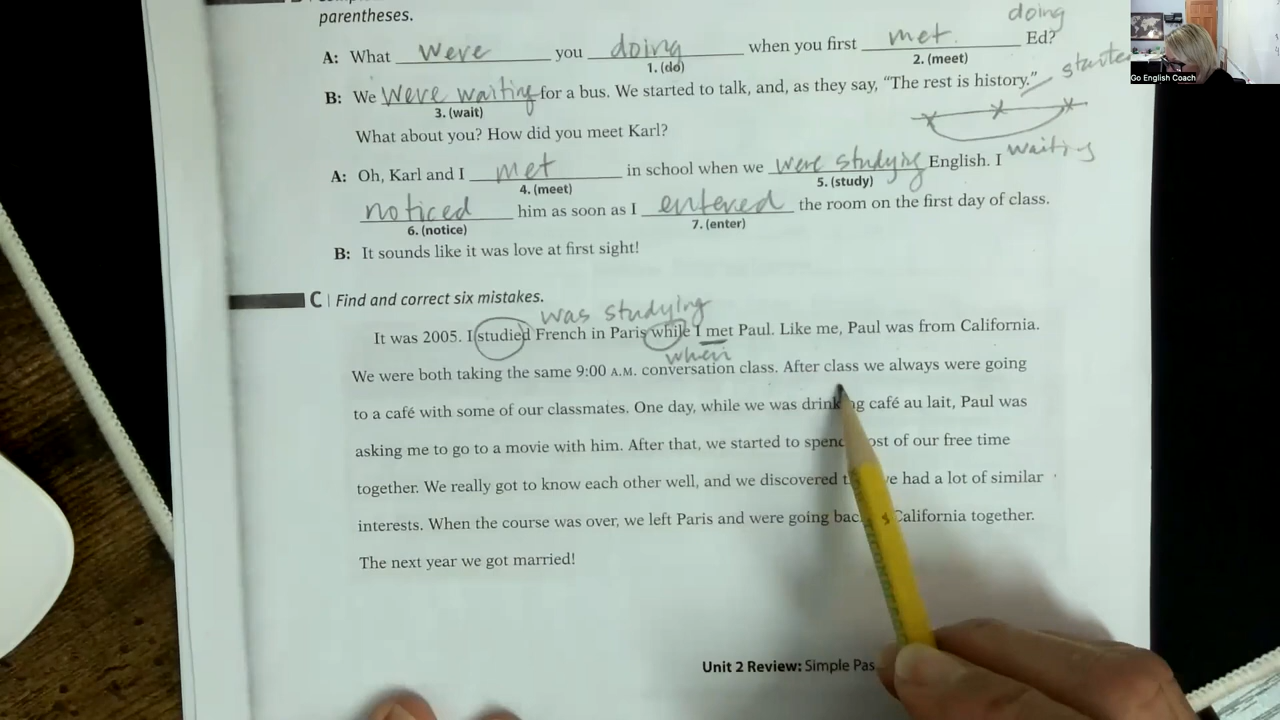 parentheses.
doing
A: What were you doing when you first met Ed?
1. (do) 2. (meet)
started
B: We were waiting for a bus. We started to talk, and, as they say, “The rest is history.”
3. (wait)
What about you? How did you meet Karl?
waiting
A: Oh, Karl and I met in school when we were studying English. I
4. (meet) 5. (study)
noticed him as soon as I entered the room on the first day of class.
6. (notice) 7. (enter)
B: It sounds like it was love at first sight!
C | Find and correct six mistakes.
was studying
It was 2005. I studied French in Paris while I met Paul. Like me, Paul was from California.
when
We were both taking the same 9:00 A.M. conversation class. After class we always were going
to a café with some of our classmates. One day, while we was drinking café au lait, Paul was
asking me to go to a movie with him. After that, we started to spend of our free time
together. We really got to know each other well, and we discovered had a lot of similar
interests. When the course was over, we left Paris and were going California together.
The next year we got married!
Unit 2 Review: Simple
Go English Coach